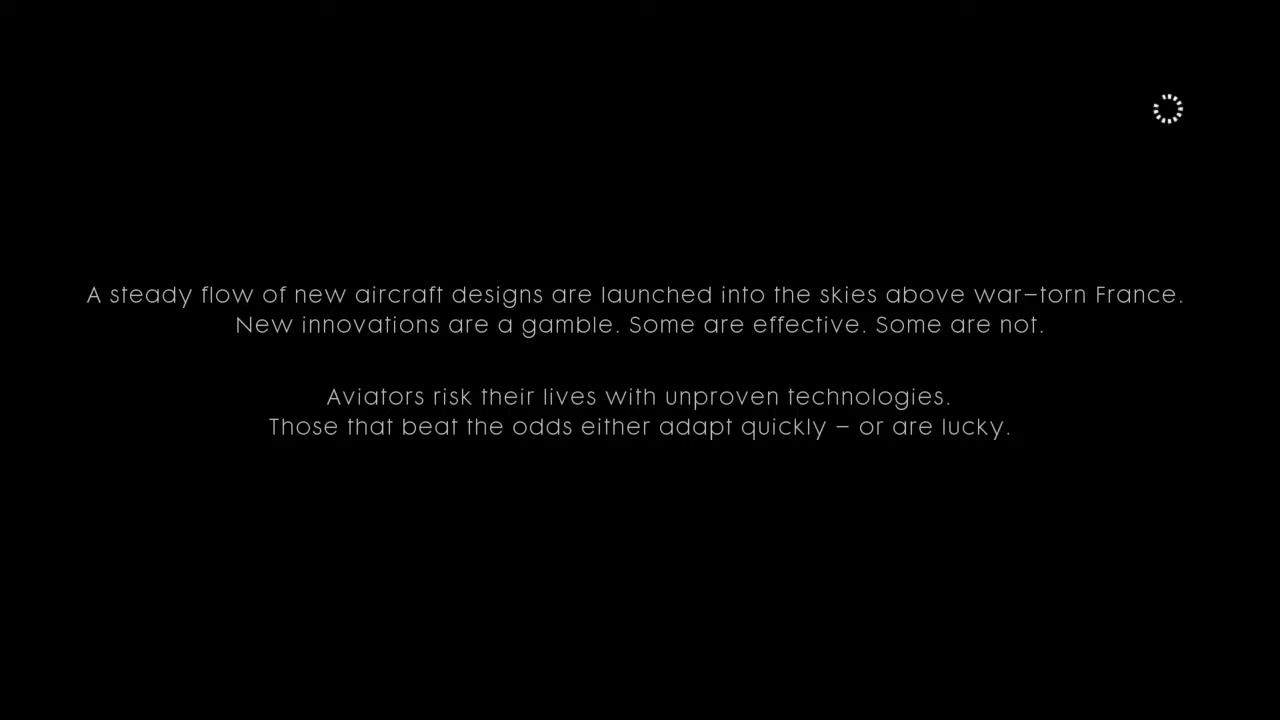 A steady flow of new aircraft designs are launched into the skies above war–torn France.
New innovations are a gamble. Some are effective. Some are not.
Aviators risk their lives with unproven technologies.
Those that beat the odds either adapt quickly – or are lucky.